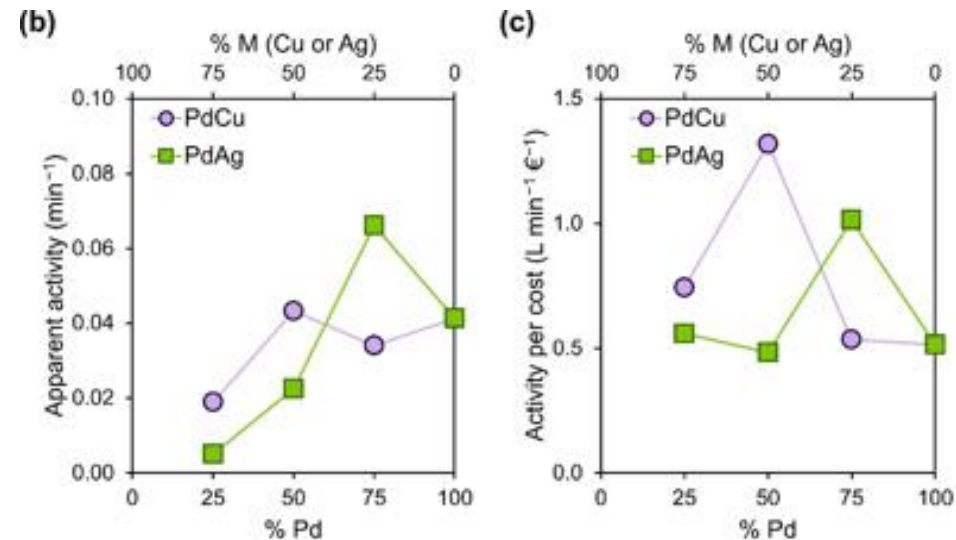 (b)
% M (Cu or Ag)
100 75 50 25 0
0.10
0.08
0.06
0.04
0.02
0.00
Apparent activity (min⁻¹)
PdCu
PdAg
0 25 50 75 100
% Pd
(c)
% M (Cu or Ag)
100 75 50 25 0
1.5
1.0
0.5
0.0
Activity per cost (L min⁻¹ €⁻¹)
PdCu
PdAg
0 25 50 75 100
% Pd